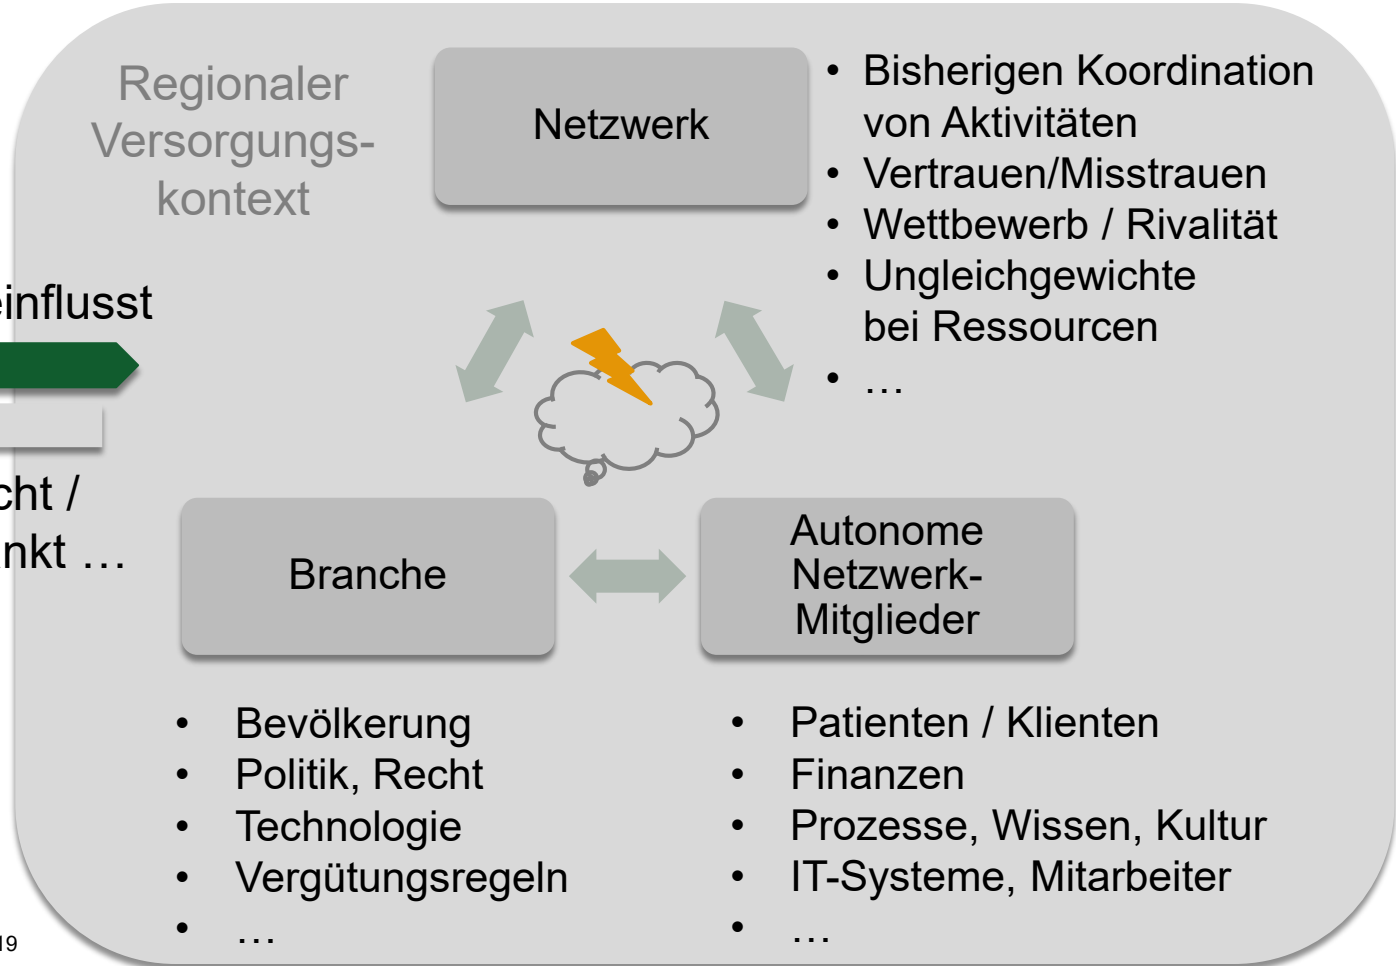 Regionaler
Versorgungs-
kontext
Netzwerk
• Bisherigen Koordination
von Aktivitäten
• Vertrauen/Misstrauen
• Wettbewerb / Rivalität
• Ungleichgewichte
bei Ressourcen
• …
einflusst
cht /
nkt …
Branche
Autonome
Netzwerk-
Mitglieder
• Bevölkerung
• Politik, Recht
• Technologie
• Vergütungsregeln
• …
• Patienten / Klienten
• Finanzen
• Prozesse, Wissen, Kultur
• IT-Systeme, Mitarbeiter
• …
19